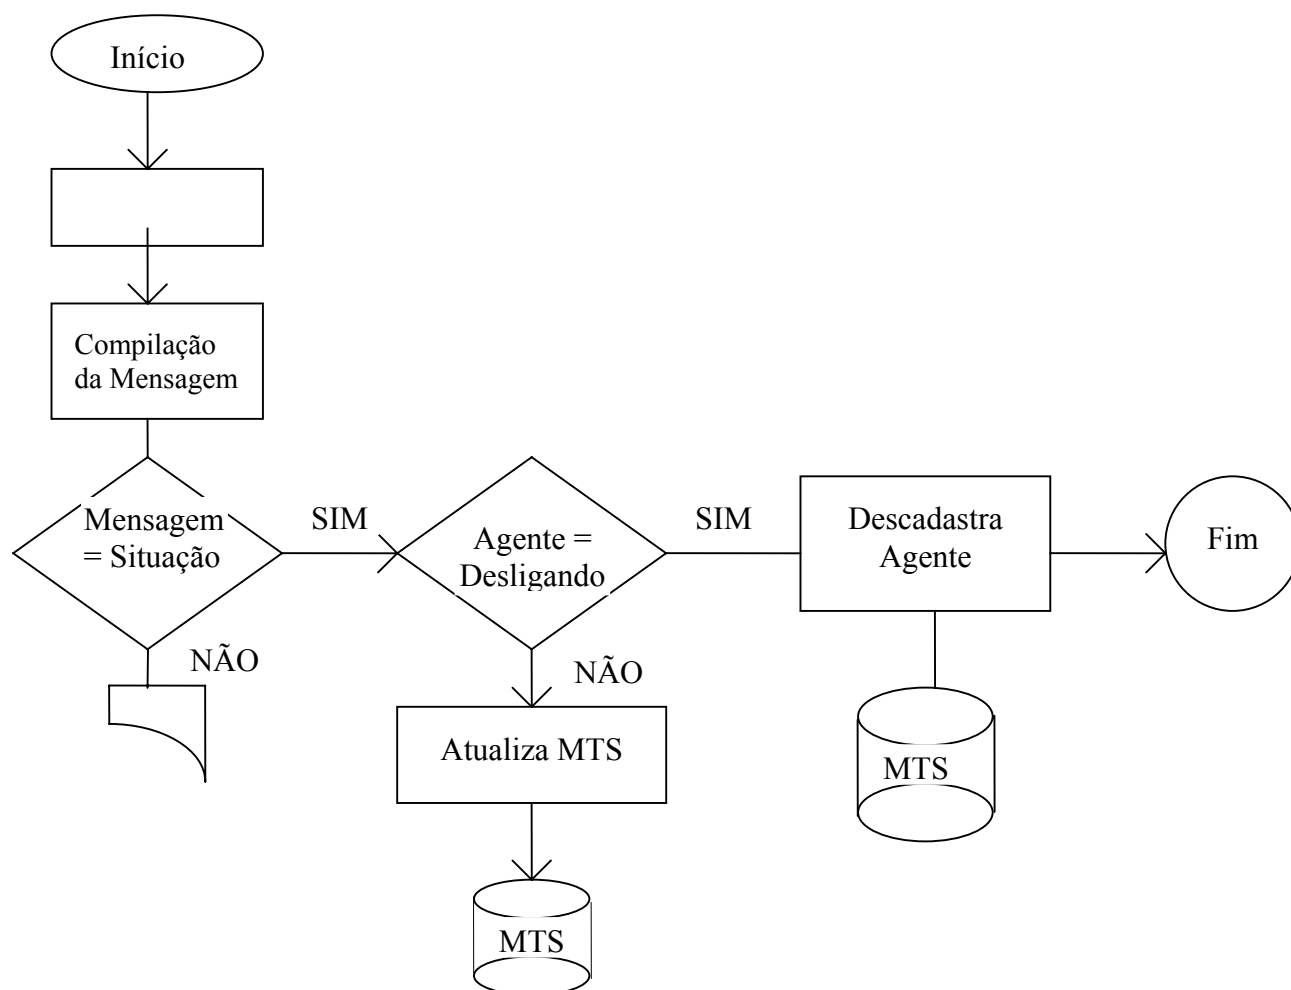 Início
Compilação
da Mensagem
Mensagem
= Situação
SIM
NÃO
Agente =
Desligando
SIM
NÃO
Descadastra
Agente
Fim
Atualiza MTS
MTS
MTS